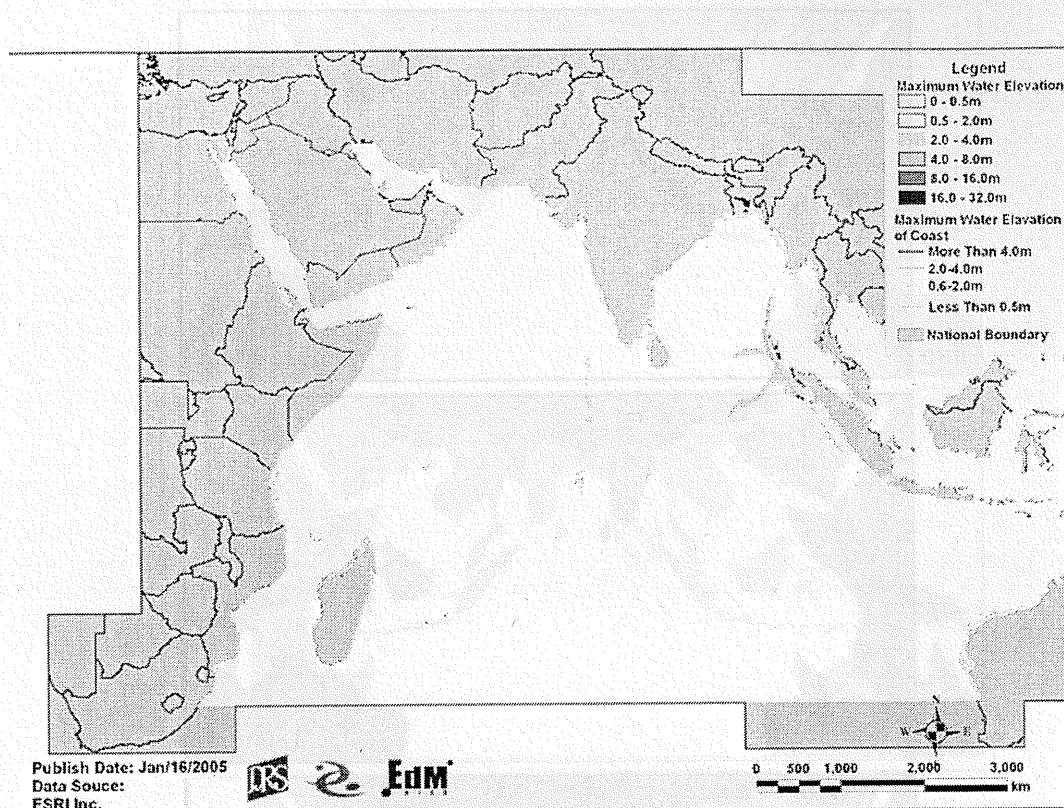 Legend
Maximum Water Elevation
0 - 0.5m
0.5 - 2.0m
2.0 - 4.0m
4.0 - 8.0m
8.0 - 16.0m
16.0 - 32.0m
Maximum Water Elavation
of Coast
More Than 4.0m
2.0-4.0m
0.6-2.0m
Less Than 0.5m
National Boundary
N
W E
Publish Date: Jan/16/2005
Data Souce:
ESRI Inc.
EdM
0 500 1,000 2,000 3,000
km